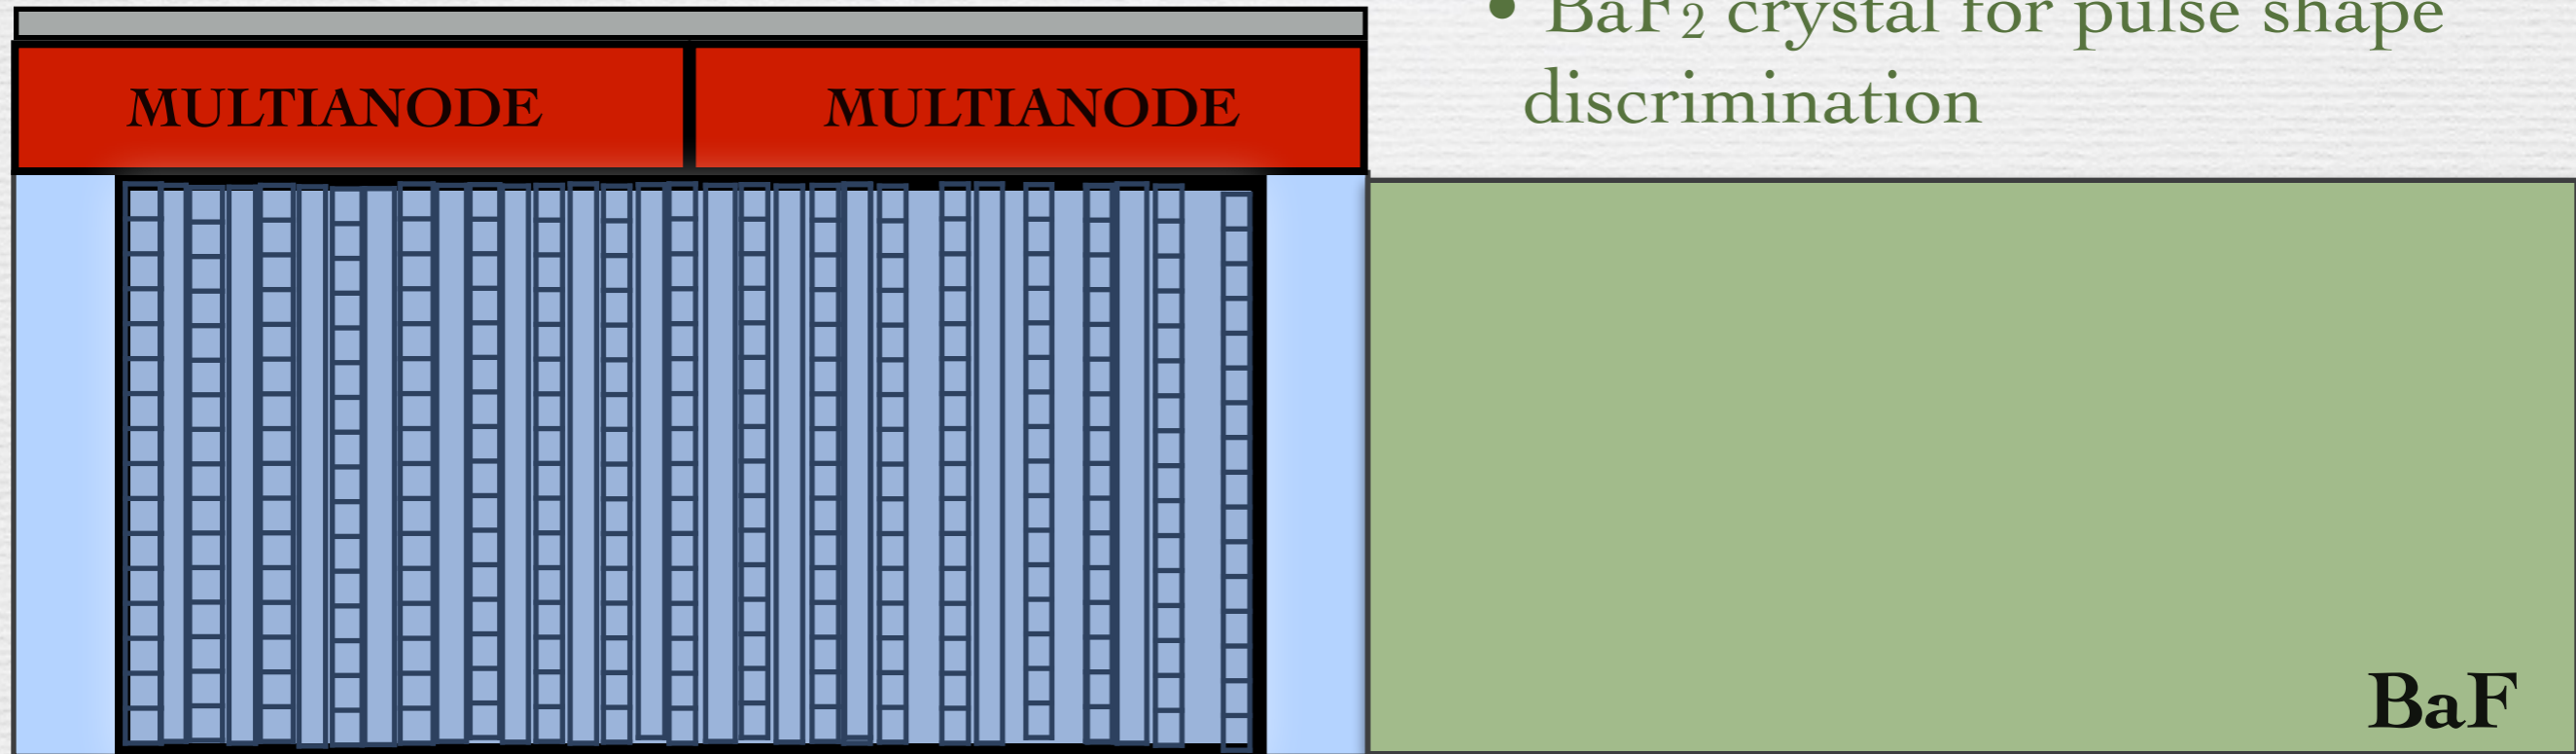 • BaF₂ crystal for pulse shape
discrimination
MULTIANODE MULTIANODE
BaF